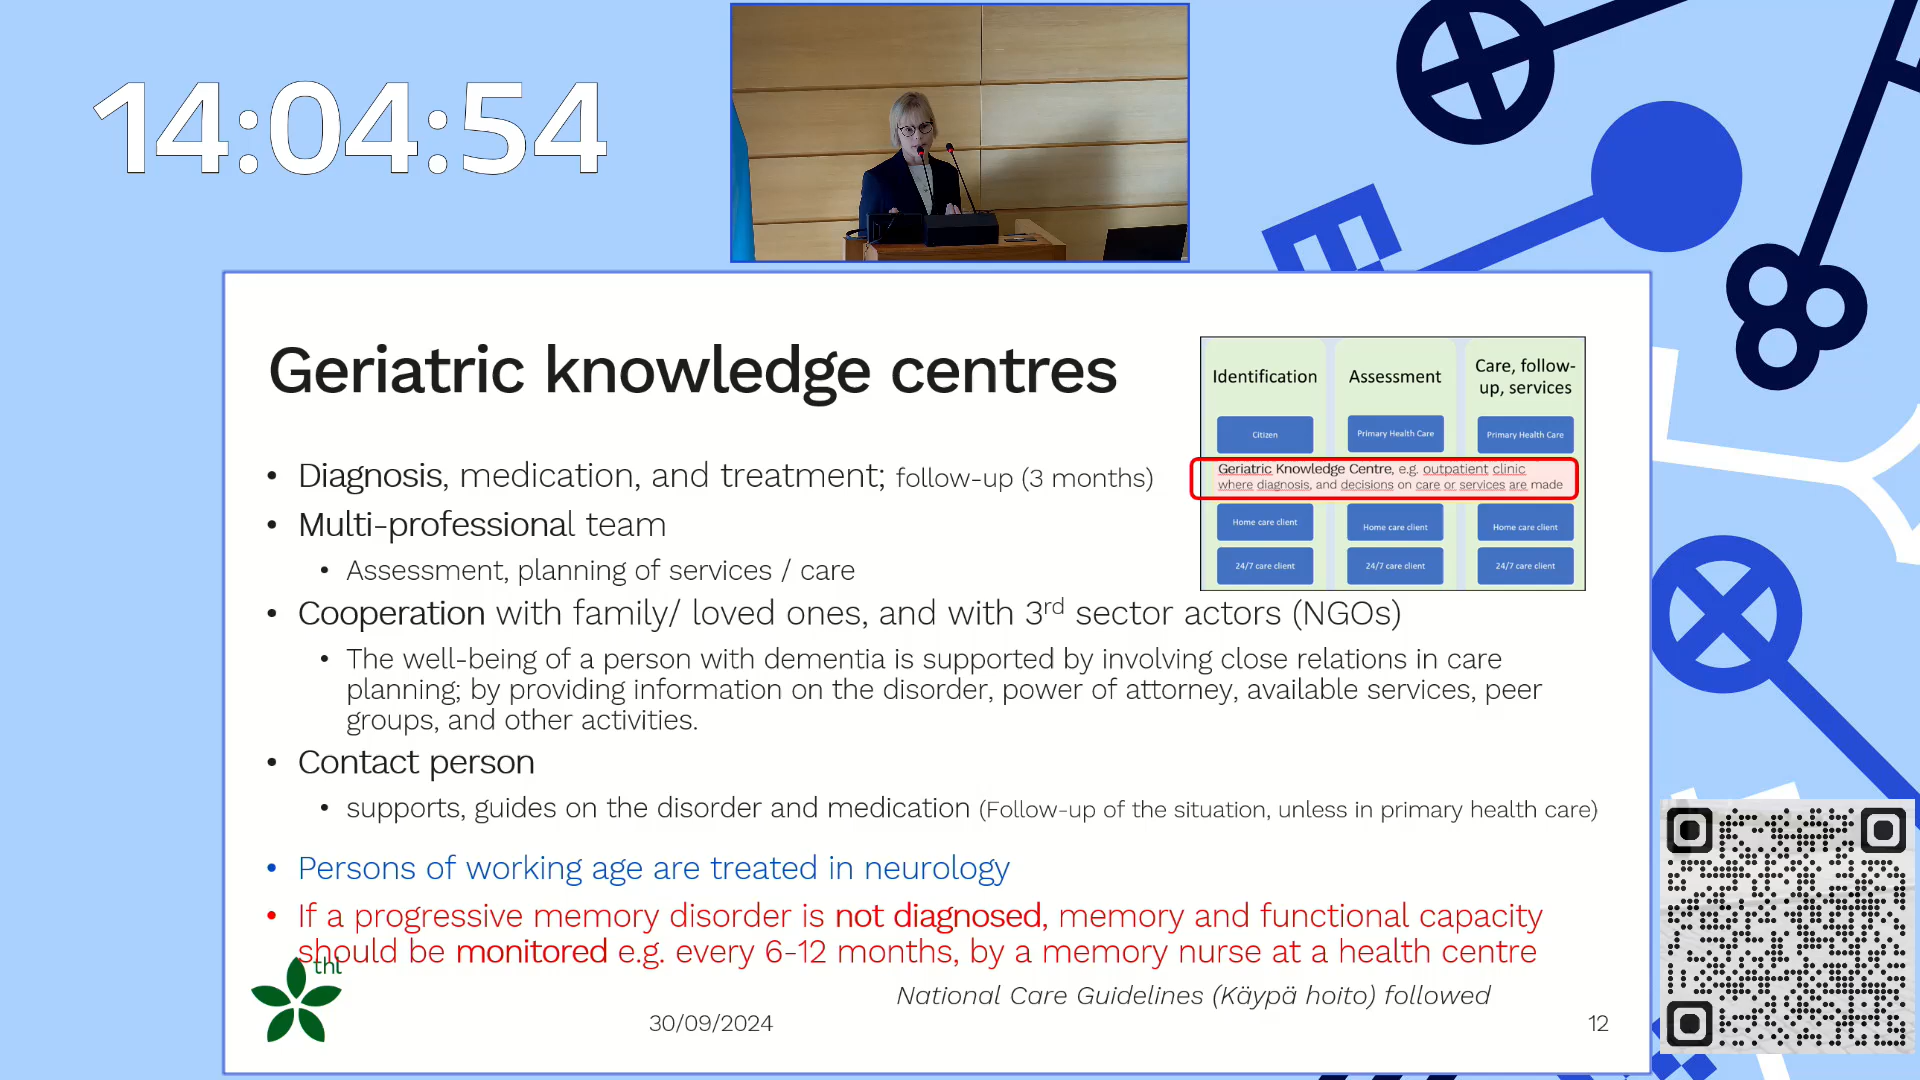 14:04:54
Geriatric knowledge centres
• Diagnosis, medication, and treatment; follow-up (3 months)
• Multi-professional team
• Assessment, planning of services / care
• Cooperation with family/ loved ones, and with 3rd sector actors (NGOs)
• The well-being of a person with dementia is supported by involving close relations in care
planning; by providing information on the disorder, power of attorney, available services, peer
groups, and other activities.
• Contact person
• supports, guides on the disorder and medication (Follow-up of the situation, unless in primary health care)
• Persons of working age are treated in neurology
• If a progressive memory disorder is not diagnosed, memory and functional capacity
should be monitored e.g. every 6-12 months, by a memory nurse at a health centre
National Care Guidelines (Käypä hoito) followed
thl
30/09/2024
12
Identification
Assessment
Care, follow-
up, services
Citizen
Primary Health Care
Primary Health Care
Geriatric Knowledge Centre, e.g. outpatient clinic
where diagnosis, and decisions on care or services are made
Home care client
Home care client
Home care client
24/7 care client
24/7 care client
24/7 care client